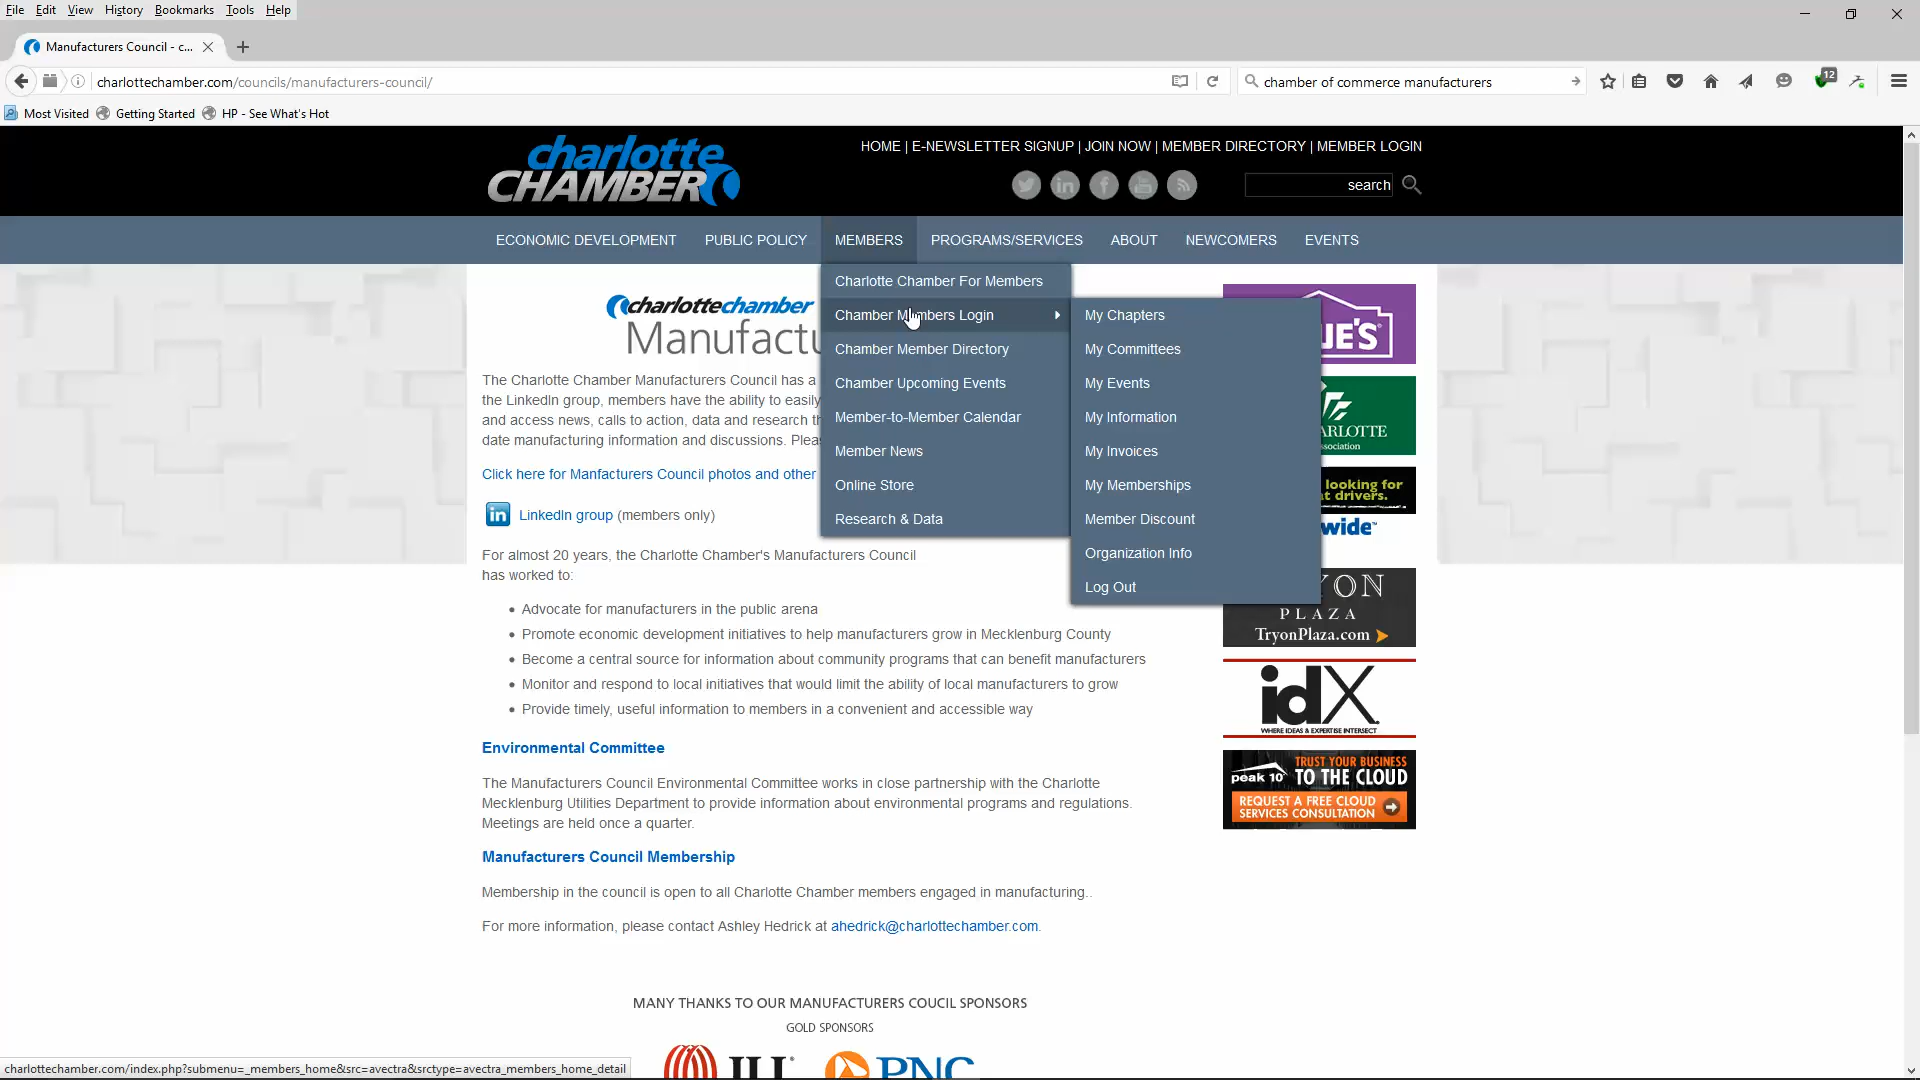 File Edit View History Bookmarks Tools Help
Manufacturers Council - c...
charlottechamber.com/councils/manufacturers-council/
chamber of commerce manufacturers
12
Most Visited Getting Started HP - See What's Hot
charlotte
CHAMBER
HOME | E-NEWSLETTER SIGNUP | JOIN NOW | MEMBER DIRECTORY | MEMBER LOGIN
search
ECONOMIC DEVELOPMENT PUBLIC POLICY MEMBERS PROGRAMS/SERVICES ABOUT NEWCOMERS EVENTS
Charlotte Chamber For Members
Chamber Members Login
Chamber Member Directory
Chamber Upcoming Events
Member-to-Member Calendar
Member News
Online Store
Research & Data
My Chapters
My Committees
My Events
My Information
My Invoices
My Memberships
Member Discount
Organization Info
Log Out
charlottechamber
Manufactu
The Charlotte Chamber Manufacturers Council has a
the LinkedIn group, members have the ability to easily
and access news, calls to action, data and research th
date manufacturing information and discussions. Plea
Click here for Manfacturers Council photos and other
in LinkedIn group (members only)
For almost 20 years, the Charlotte Chamber's Manufacturers Council
has worked to:
• Advocate for manufacturers in the public arena
• Promote economic development initiatives to help manufacturers grow in Mecklenburg County
• Become a central source for information about community programs that can benefit manufacturers
• Monitor and respond to local initiatives that would limit the ability of local manufacturers to grow
• Provide timely, useful information to members in a convenient and accessible way
Environmental Committee
The Manufacturers Council Environmental Committee works in close partnership with the Charlotte
Mecklenburg Utilities Department to provide information about environmental programs and regulations.
Meetings are held once a quarter.
Manufacturers Council Membership
Membership in the council is open to all Charlotte Chamber members engaged in manufacturing..
For more information, please contact Ashley Hedrick at ahedrick@charlottechamber.com.
MANY THANKS TO OUR MANUFACTURERS COUCIL SPONSORS
GOLD SPONSORS
PNC
E'S
ARLOTTE
sociation
looking for
t drivers.
wide
YON
PLAZA
TryonPlaza.com
idX
WHERE IDEAS & EXPERTISE INTERSECT
peak 10
TRUST YOUR BUSINESS
TO THE CLOUD
REQUEST A FREE CLOUD
SERVICES CONSULTATION
charlottechamber.com/index.php?submenu=_members_home&src=avectra&srctype=avectra_members_home_detail